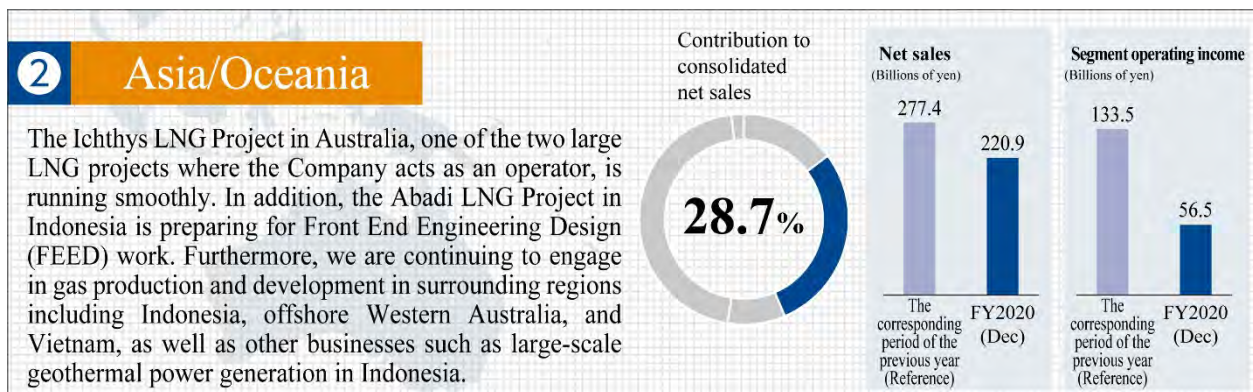 2 Asia/Oceania
The Ichthys LNG Project in Australia, one of the two large
LNG projects where the Company acts as an operator, is
running smoothly. In addition, the Abadi LNG Project in
Indonesia is preparing for Front End Engineering Design
(FEED) work. Furthermore, we are continuing to engage
in gas production and development in surrounding regions
including Indonesia, offshore Western Australia, and
Vietnam, as well as other businesses such as large-scale
geothermal power generation in Indonesia.
Contribution to
consolidated
net sales
28.7%
Net sales
(Billions of yen)
277.4
220.9
The
corresponding
period of the
previous year
(Reference)
FY2020
(Dec)
Segment operating income
(Billions of yen)
133.5
56.5
The
corresponding
period of the
previous year
(Reference)
FY2020
(Dec)